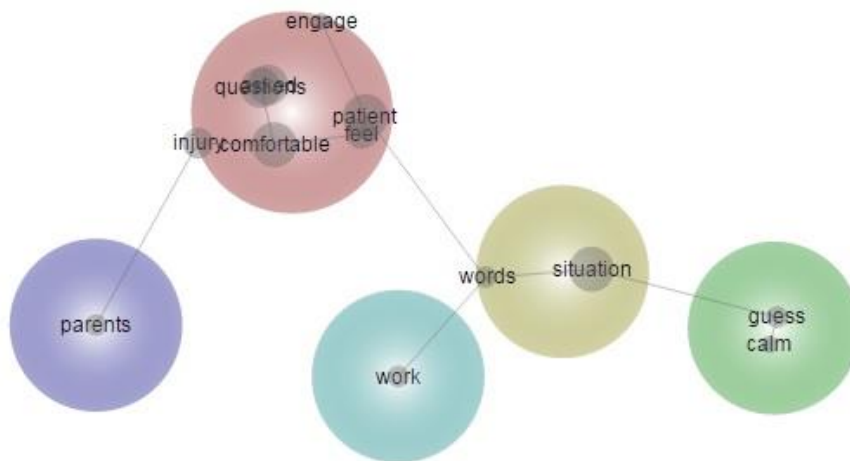 engage
questions
patient
feel
injury
comfortable
words
situation
parents
guess
calm
work